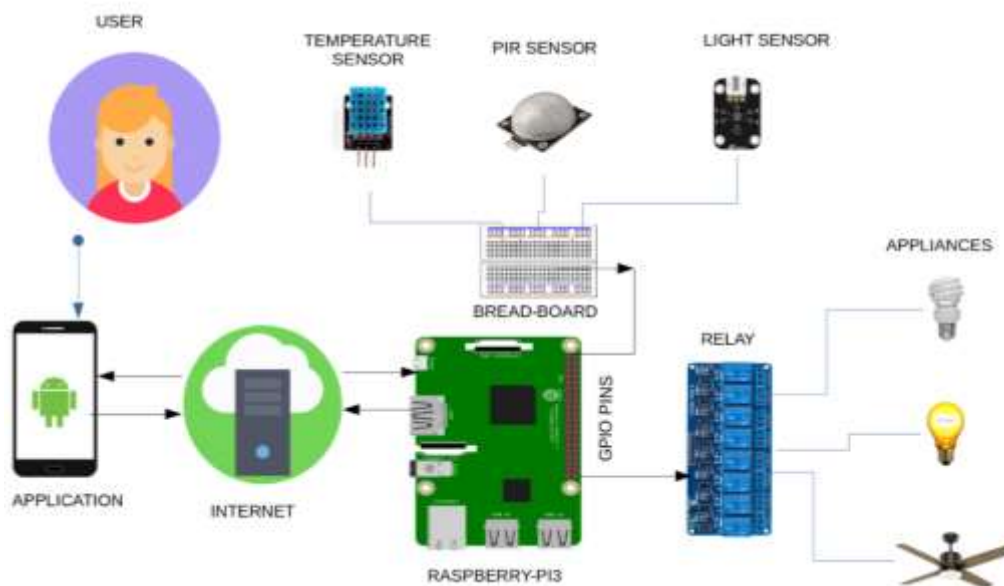 USER
TEMPERATURE
SENSOR
PIR SENSOR
LIGHT SENSOR
APPLIANCES
BREAD-BOARD
RELAY
GPIO PINS
APPLICATION
INTERNET
RASPBERRY-PI3